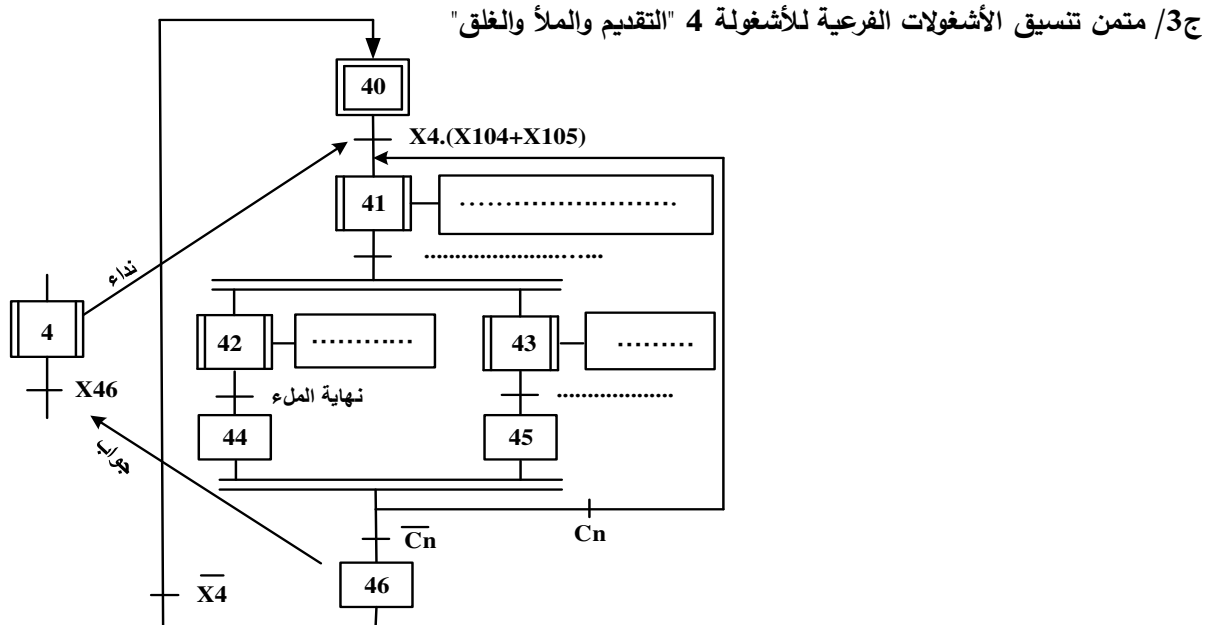 ج3/ متمن تنسيق الأشغولات الفرعية للأشغولة 4 "التقديم والملأ والغلق"
40
X4.(X104+X105)
41 ..............................
..............................
نداء
4
42 ............
43 .........
X46
نهاية الملء
...................
44
45
جواب
Cn
Cn
46
X4